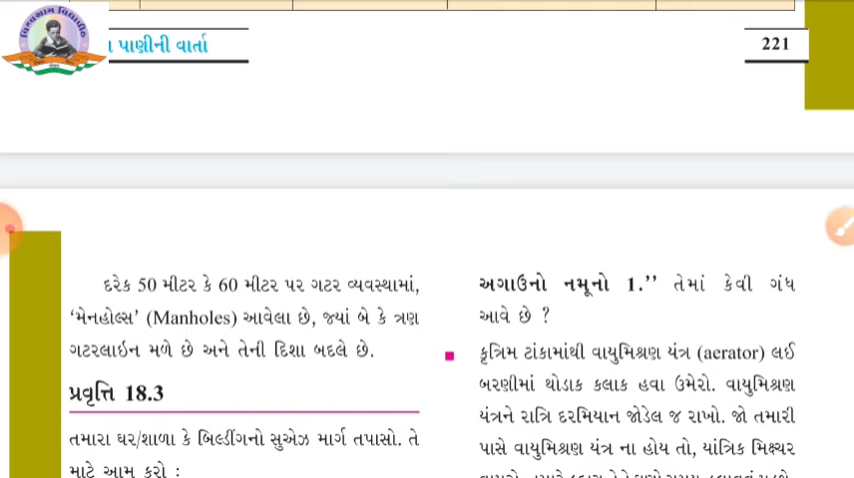 વિશ્વગ્રામ વિદ્યાપીઠ
પાણીની વાર્તા
221
દરેક 50 મીટર કે 60 મીટર પર ગટર વ્યવસ્થામાં,
‘મેનહોલ્સ’ (Manholes) આવેલા છે, જ્યાં બે કે ત્રણ
ગટરલાઇન મળે છે અને તેની દિશા બદલે છે.
પ્રવૃત્તિ 18.3
તમારા ઘર/શાળા કે બિલ્ડીંગનો સુએઝ માર્ગ તપાસો. તે
માટે આમ કરો :
અગાઉનો નમૂનો 1.’’ તેમાં કેવી ગંધ
આવે છે ?
કૃત્રિમ ટાંકામાંથી વાયુમિશ્રણ યંત્ર (aerator) લઈ
બરણીમાં થોડાક કલાક હવા ઉમેરો. વાયુમિશ્રણ
યંત્રને રાત્રિ દરમિયાન જોડેલ જ રાખો. જો તમારી
પાસે વાયુમિશ્રણ યંત્ર ના હોય તો, યાંત્રિક મિક્ષ્ચર